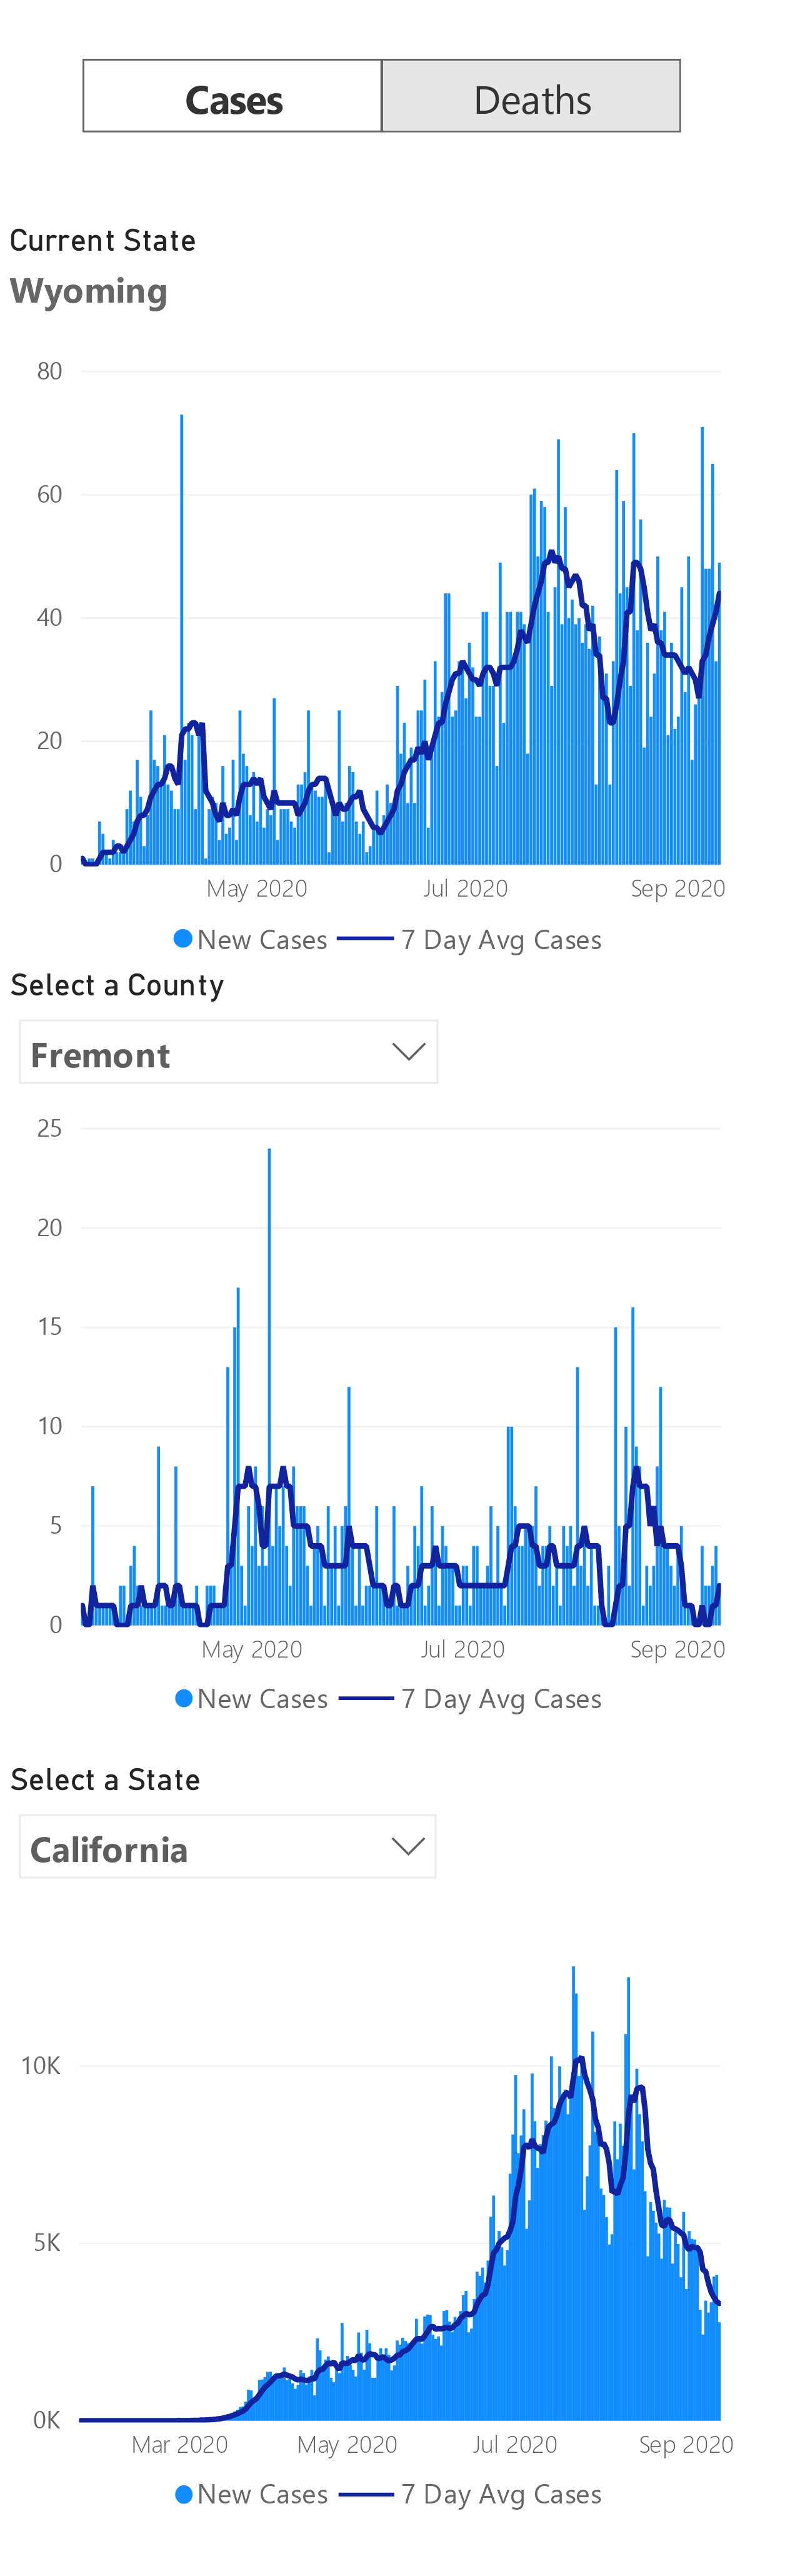 Cases Deaths
Current State
Wyoming
80
60
40
20
0
May 2020 Jul 2020 Sep 2020
New Cases 7 Day Avg Cases
Select a County
Fremont
25
20
15
10
5
0
May 2020 Jul 2020 Sep 2020
New Cases 7 Day Avg Cases
Select a State
California
10K
5K
0K
Mar 2020 May 2020 Jul 2020 Sep 2020
New Cases 7 Day Avg Cases